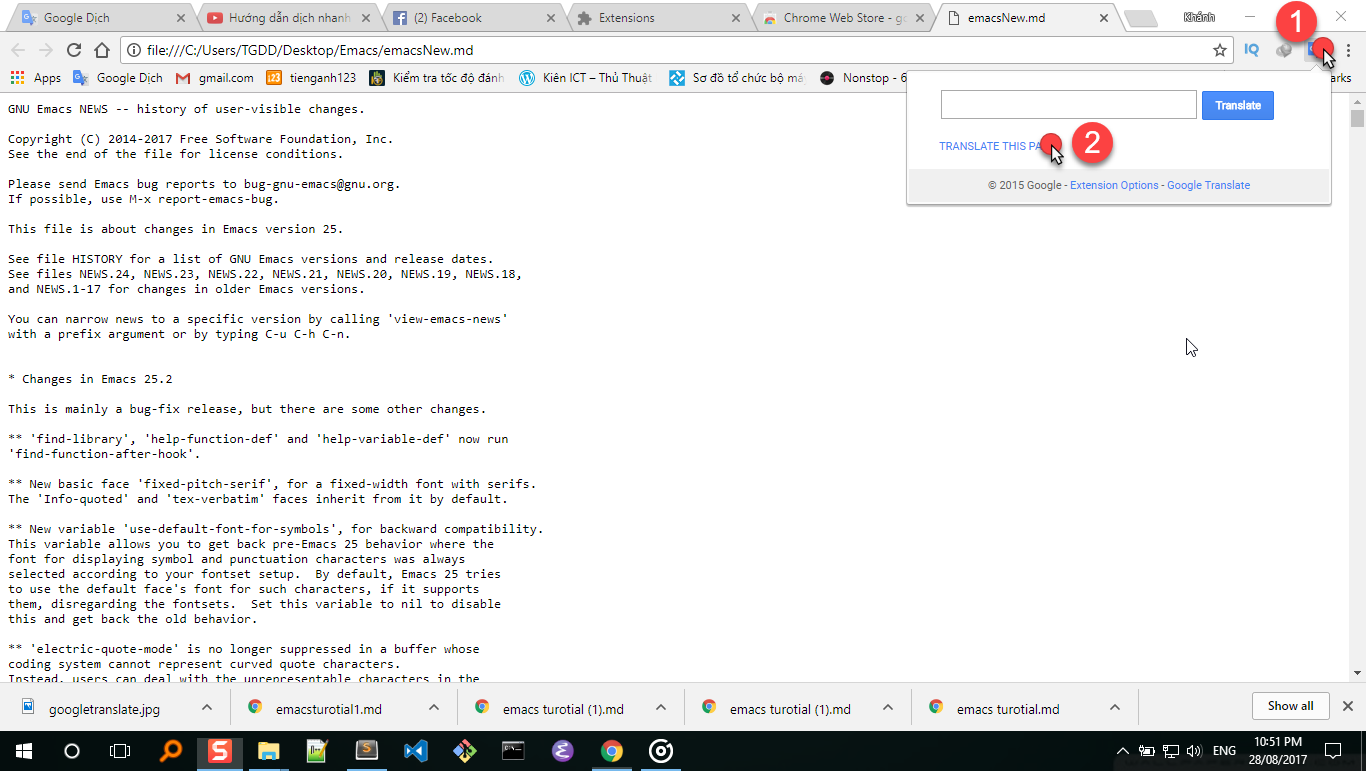 Google Dịch
Hướng dẫn dịch nhanh
(2) Facebook
Extensions
Chrome Web Store - go
emacsNew.md
Khánh
1
file:///C:/Users/TGDD/Desktop/Emacs/emacsNew.md
IQ
Apps
Google Dịch
gmail.com
tienganh123
Kiểm tra tốc độ đánh
Kiên ICT – Thủ Thuật
Sơ đồ tổ chức bộ má
Nonstop - 6
arks
Translate
TRANSLATE THIS PA
2
© 2015 Google - Extension Options - Google Translate
GNU Emacs NEWS -- history of user-visible changes.
Copyright (C) 2014-2017 Free Software Foundation, Inc.
See the end of the file for license conditions.
Please send Emacs bug reports to bug-gnu-emacs@gnu.org.
If possible, use M-x report-emacs-bug.
This file is about changes in Emacs version 25.
See file HISTORY for a list of GNU Emacs versions and release dates.
See files NEWS.24, NEWS.23, NEWS.22, NEWS.21, NEWS.20, NEWS.19, NEWS.18,
and NEWS.1-17 for changes in older Emacs versions.
You can narrow news to a specific version by calling 'view-emacs-news'
with a prefix argument or by typing C-u C-h C-n.
* Changes in Emacs 25.2
This is mainly a bug-fix release, but there are some other changes.
** 'find-library', 'help-function-def' and 'help-variable-def' now run
'find-function-after-hook'.
** New basic face 'fixed-pitch-serif', for a fixed-width font with serifs.
The 'Info-quoted' and 'tex-verbatim' faces inherit from it by default.
** New variable 'use-default-font-for-symbols', for backward compatibility.
This variable allows you to get back pre-Emacs 25 behavior where the
font for displaying symbol and punctuation characters was always
selected according to your fontset setup.  By default, Emacs 25 tries
to use the default face's font for such characters, if it supports
them, disregarding the fontsets.  Set this variable to nil to disable
this and get back the old behavior.
** 'electric-quote-mode' is no longer suppressed in a buffer whose
coding system cannot represent curved quote characters.
Instead, users can deal with the unrepresentable characters in the
googletranslate.jpg
emacsturotial1.md
emacs turotial (1).md
emacs turotial (1).md
emacs turotial.md
Show all
ENG
10:51 PM
28/08/2017